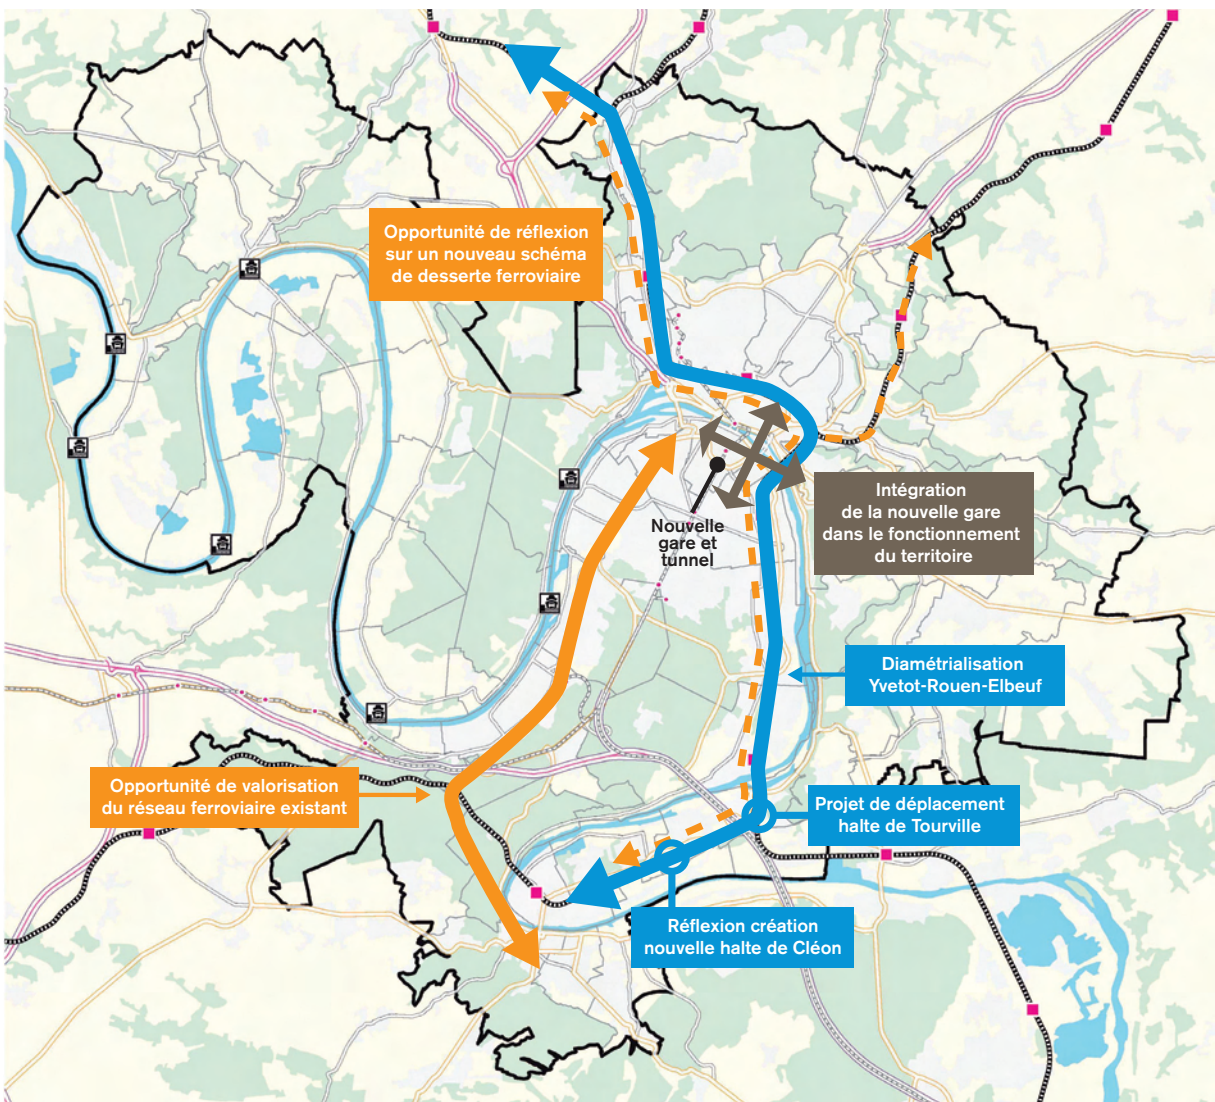 Opportunité de réflexion
sur un nouveau schéma
de desserte ferroviaire
Intégration
de la nouvelle gare
dans le fonctionnement
du territoire
Nouvelle
gare et
tunnel
Diamétrialisation
Yvetot-Rouen-Elbeuf
Opportunité de valorisation
du réseau ferroviaire existant
Projet de déplacement
halte de Tourville
Réflexion création
nouvelle halte de Cléon